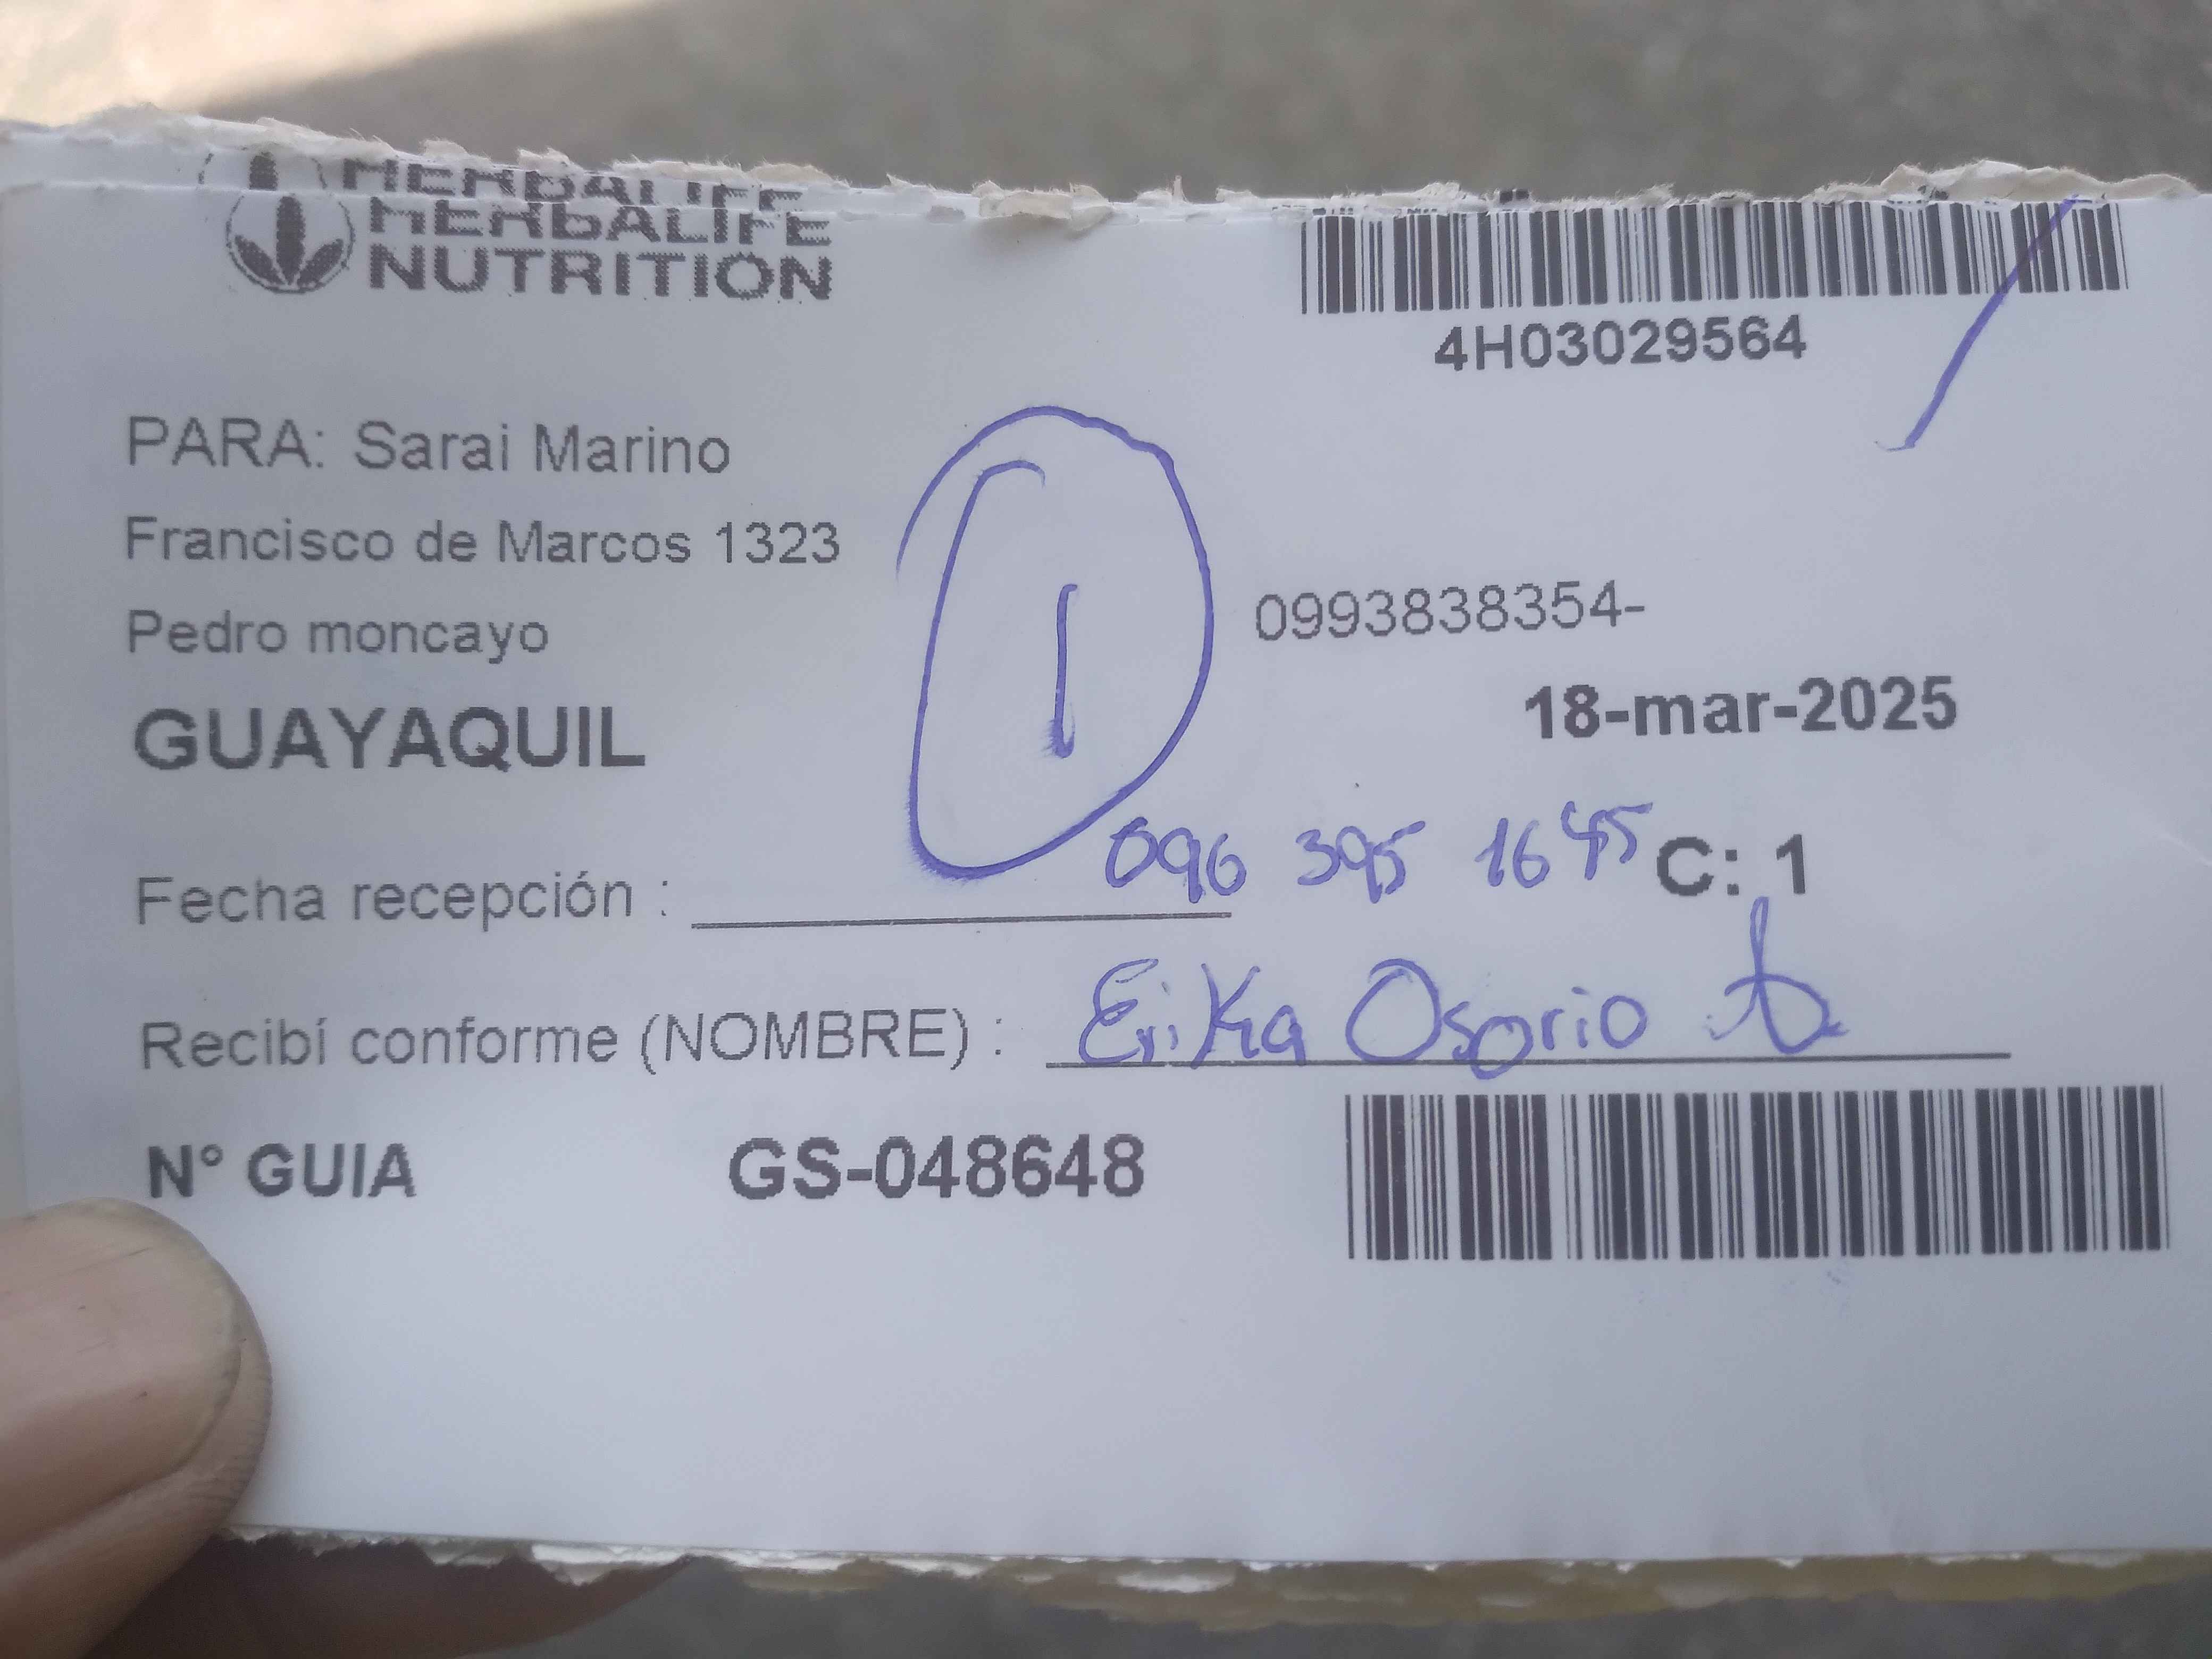 HERBALIFE
HERBALIFE
NUTRITION
4H03029564
PARA: Sarai Marino
Francisco de Marcos 1323
Pedro moncayo
0993838354-
GUAYAQUIL
18-mar-2025
1
096 395 1645
C: 1
Fecha recepción :
Recibí conforme (NOMBRE) : Erika Osorio
N° GUIA GS-048648